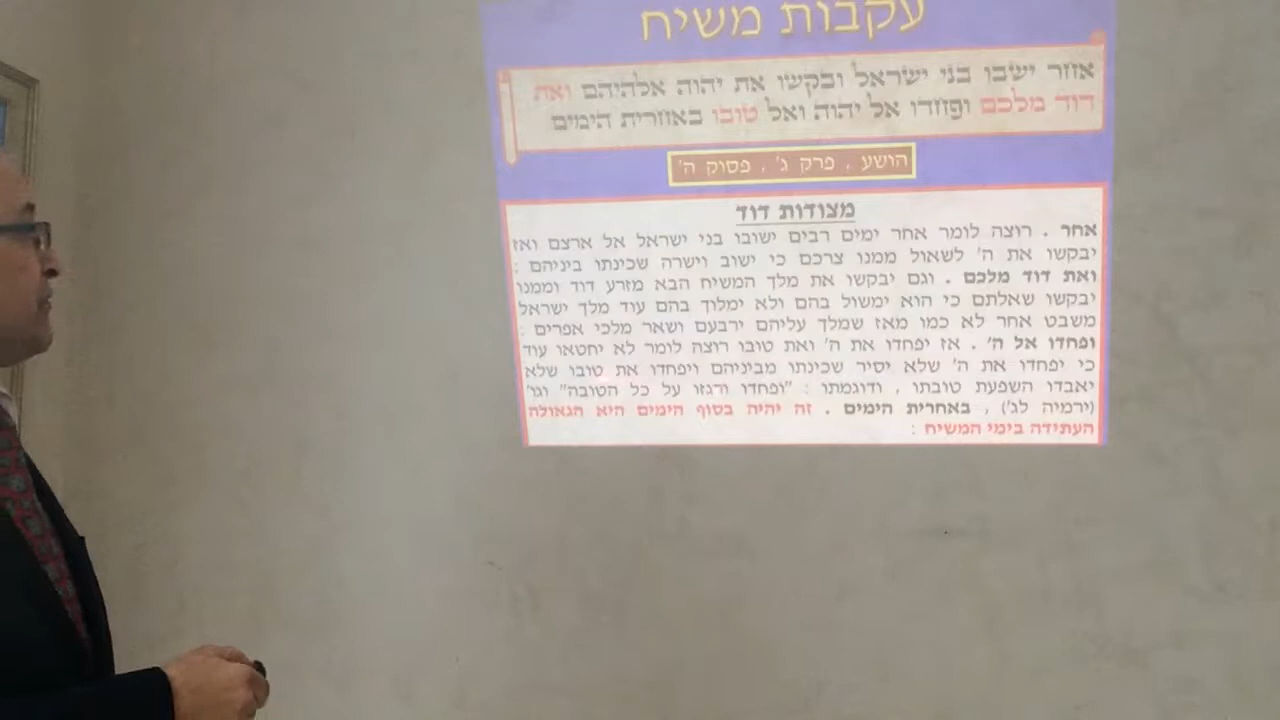 עקבות משיח
אחר ישבו בני ישראל ובקשו את יהוה אלהיהם ואת
דוד מלכם ופחדו אל יהוה ואל טובו באחרית הימים
הושע , פרק ג' , פסוק ה'
מצודות דוד
אחר . רוצה לומר אחר ימים רבים ישובו בני ישראל אל ארצם ואז
יבקשו את ה' לשאול ממנו צרכם כי ישוב וישרה שכינתו ביניהם :
ואת דוד מלכם . וגם יבקשו את מלך המשיח הבא מזרע דוד וממנו
יבקשו שאלתם כי הוא ימשול בהם ולא ימלוך בהם עוד מלך ישראל
משבט אחר לא כמו מאז שמלך עליהם ירבעם ושאר מלכי אפרים :
ופחדו אל ה' . אז יפחדו את ה' ואת טובו רוצה לומר לא יחטאו עוד
כי יפחדו את ה' שלא יסיר שכינתו מביניהם ויפחדו את טובו שלא
יאבדו השפעת טובתו , ודוגמתו : "ופחדו ורגזו על כל הטובה" וגו'
(ירמיה לג') , באחרית הימים . זה יהיה בסוף הימים היא הגאולה
העתידה בימי המשיח :